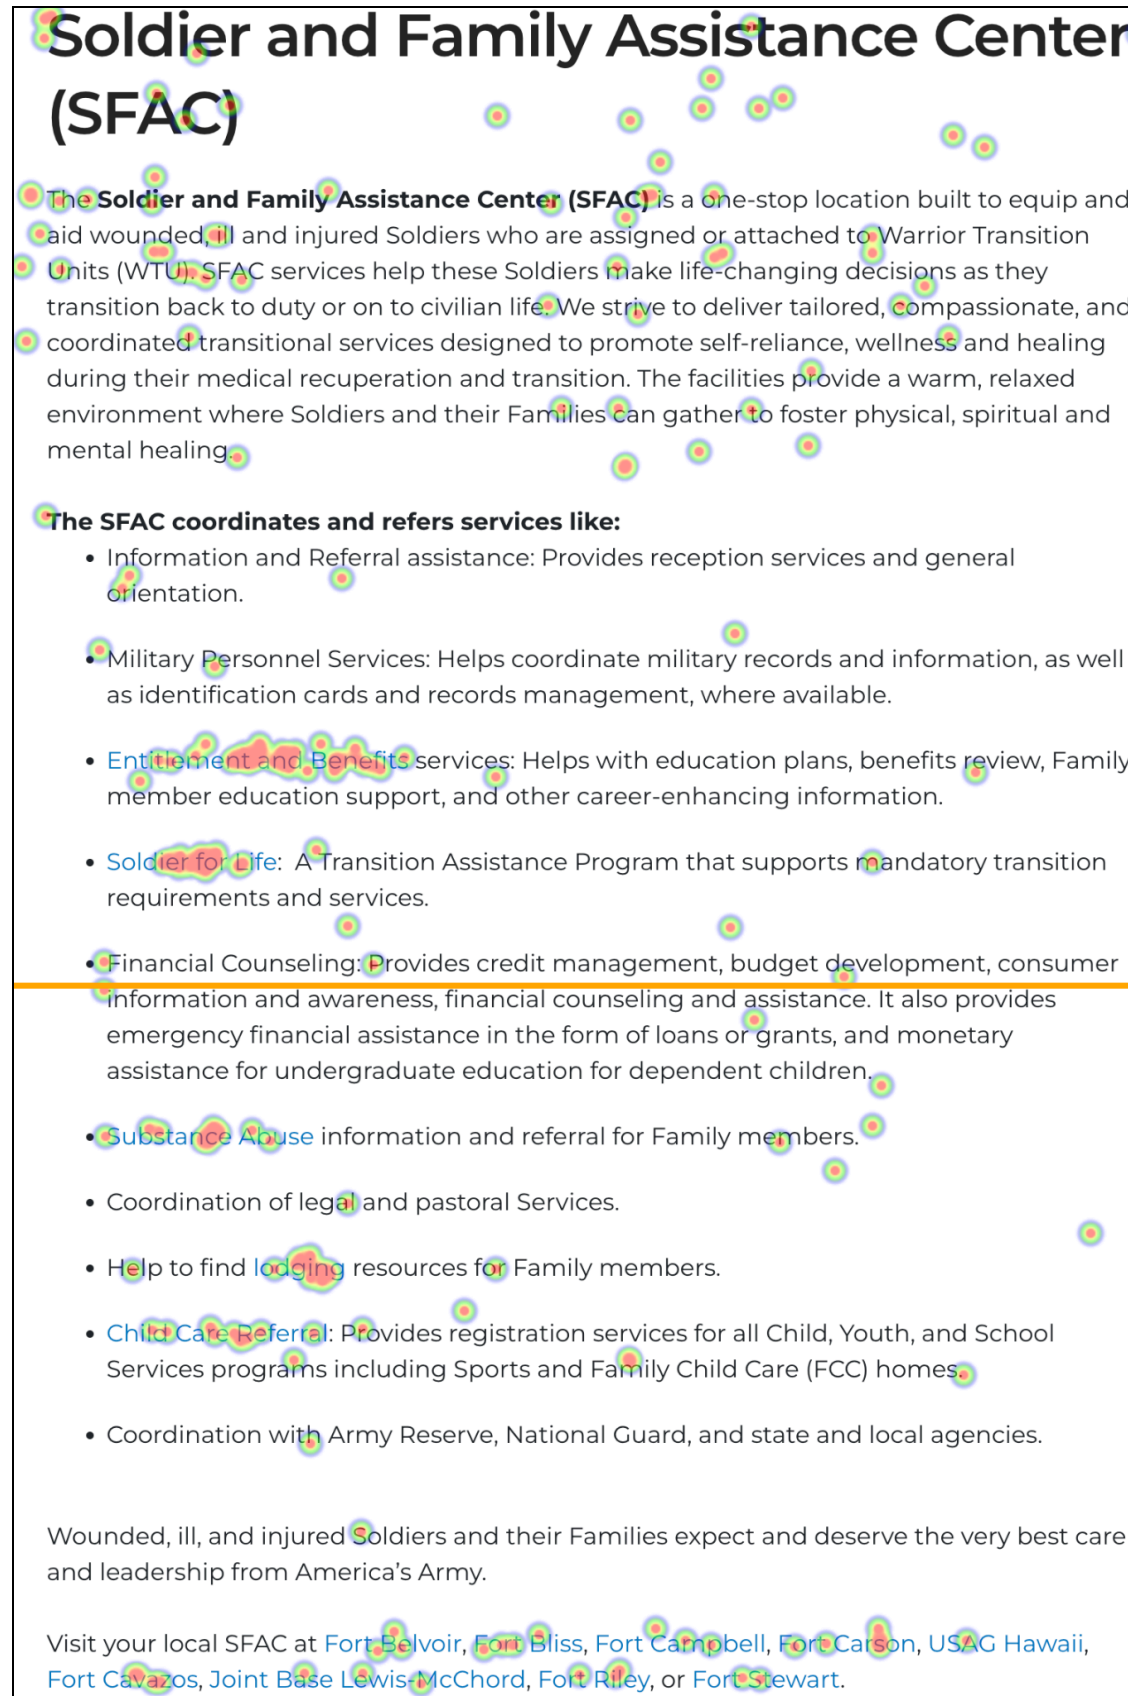 Soldier and Family Assistance Center
(SFAC)
The Soldier and Family Assistance Center (SFAC) is a one-stop location built to equip and
aid wounded, ill and injured Soldiers who are assigned or attached to Warrior Transition
Units (WTU). SFAC services help these Soldiers make life-changing decisions as they
transition back to duty or on to civilian life. We strive to deliver tailored, compassionate, and
coordinated transitional services designed to promote self-reliance, wellness and healing
during their medical recuperation and transition. The facilities provide a warm, relaxed
environment where Soldiers and their Families can gather to foster physical, spiritual and
mental healing.
The SFAC coordinates and refers services like:
• Information and Referral assistance: Provides reception services and general
orientation.
• Military Personnel Services: Helps coordinate military records and information, as well
as identification cards and records management, where available.
• Entitlement and Benefits services: Helps with education plans, benefits review, Family
member education support, and other career-enhancing information.
• Soldier for Life: A Transition Assistance Program that supports mandatory transition
requirements and services.
• Financial Counseling: Provides credit management, budget development, consumer
information and awareness, financial counseling and assistance. It also provides
emergency financial assistance in the form of loans or grants, and monetary
assistance for undergraduate education for dependent children.
• Substance Abuse information and referral for Family members.
• Coordination of legal and pastoral Services.
• Help to find lodging resources for Family members.
• Child Care Referral: Provides registration services for all Child, Youth, and School
Services programs including Sports and Family Child Care (FCC) homes.
• Coordination with Army Reserve, National Guard, and state and local agencies.
Wounded, ill, and injured Soldiers and their Families expect and deserve the very best care
and leadership from America's Army.
Visit your local SFAC at Fort Belvoir, Fort Bliss, Fort Campbell, Fort Carson, USAG Hawaii,
Fort Cavazos, Joint Base Lewis-McChord, Fort Riley, or Fort Stewart.